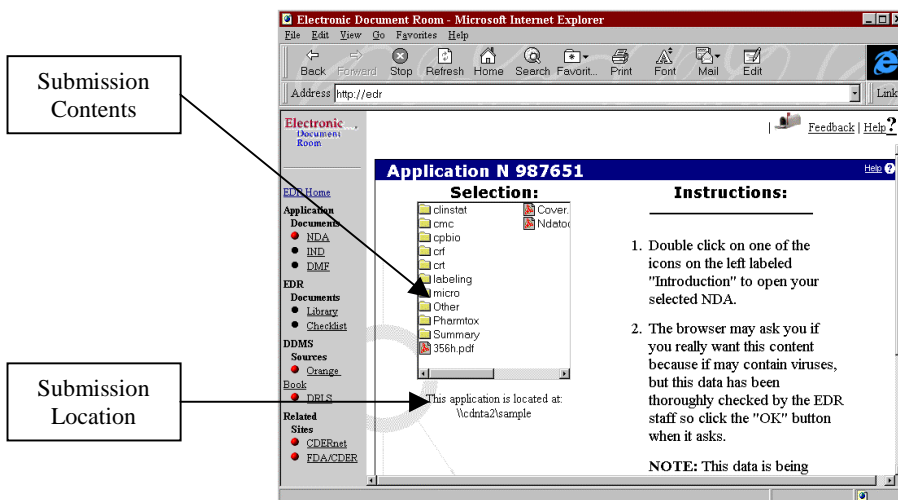 Submission
Contents
Submission
Location
Electronic Document Room - Microsoft Internet Explorer
File Edit View Go Favorites Help
Back Forward Stop Refresh Home Search Favorit... Print Font Mail Edit
Address http://edr
Link
Electronic
Document
Room
Feedback | Help ?
EDR Home
Application
Documents
NDA
IND
DMF
EDR
Documents
Library
Checklist
DDMS
Sources
Orange
Book
DRLS
Related
Sites
CDERnet
FDA/CDER
Application N 987651
Help ?
Selection:
clinstat
cmc
cpbio
crf
crt
labeling
micro
Other
Pharmtox
Summary
356h.pdf
Cover.
Ndatoc
This application is located at:
\\cdnta2\sample
Instructions:
1. Double click on one of the
icons on the left labeled
"Introduction" to open your
selected NDA.
2. The browser may ask you if
you really want this content
because if may contain viruses,
but this data has been
thoroughly checked by the EDR
staff so click the "OK" button
when it asks.
NOTE: This data is being